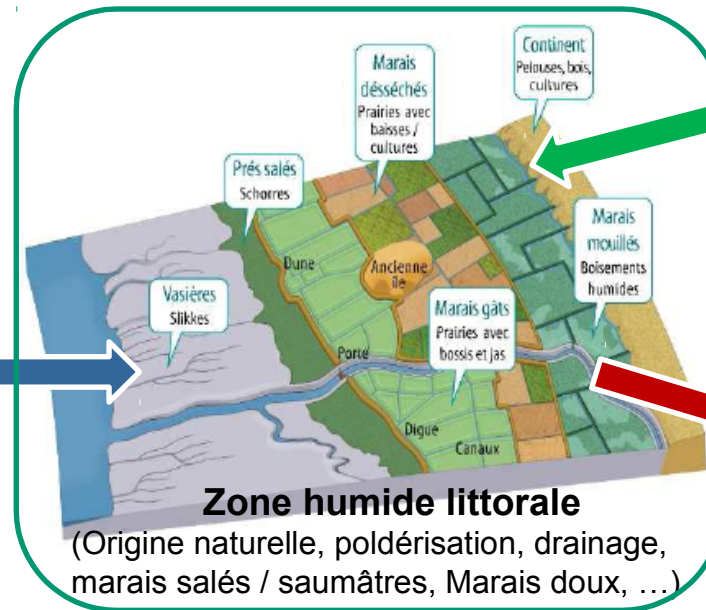 Continent
Pelouses, bois,
cultures
Marais
désséchés
Prairies avec
baisses /
cultures
Prés salés
Schorres
Marais
mouillés
Boisements
humides
Dune
Ancienne
île
Vasières
Slikkes
Marais gâts
Prairies avec
bossis et jas
Porte
Digue
Canaux
Zone humide littorale
(Origine naturelle, poldérisation, drainage,
marais salés / saumâtres, Marais doux, …)